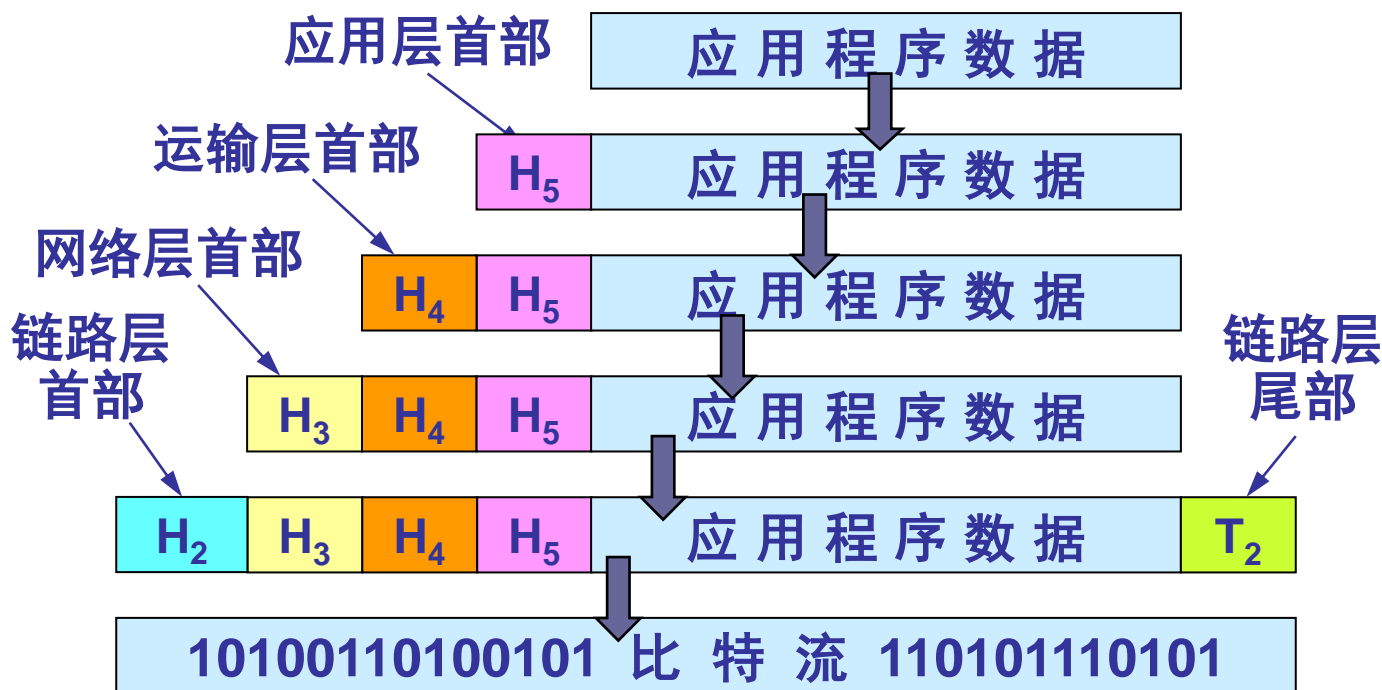 应用层首部
应用程序数据
运输层首部
H5 应用程序数据
网络层首部
H4 H5 应用程序数据
链路层
首部
H3 H4 H5 应用程序数据
链路层
尾部
H2 H3 H4 H5 应用程序数据 T2
10100110100101 比特流 110101110101